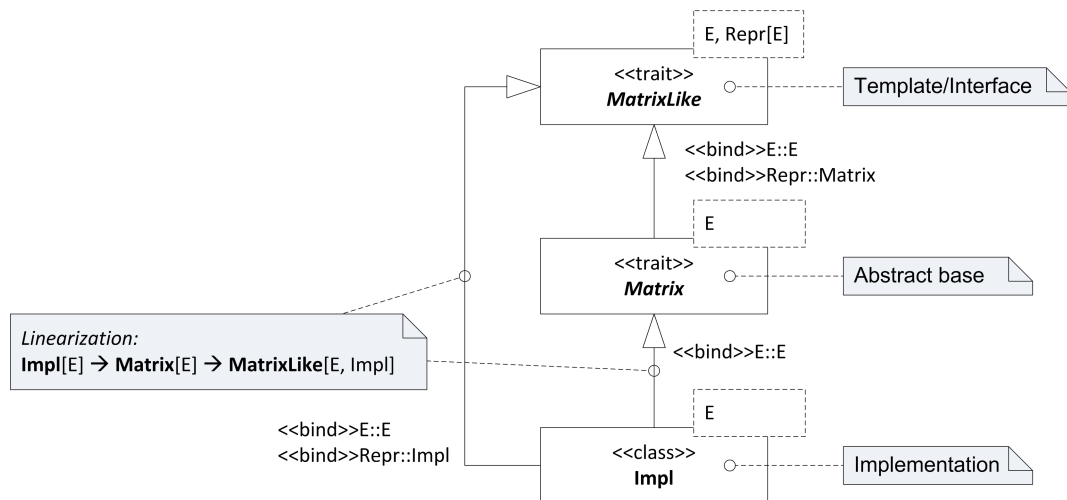 E, Repr[E]
<<trait>>
MatrixLike
Template/Interface
<<bind>>E::E
<<bind>>Repr::Matrix
E
<<trait>>
Matrix
Abstract base
Linearization:
Impl[E] → Matrix[E] → MatrixLike[E, Impl]
<<bind>>E::E
E
<<bind>>E::E
<<bind>>Repr::Impl
<<class>>
Impl
Implementation